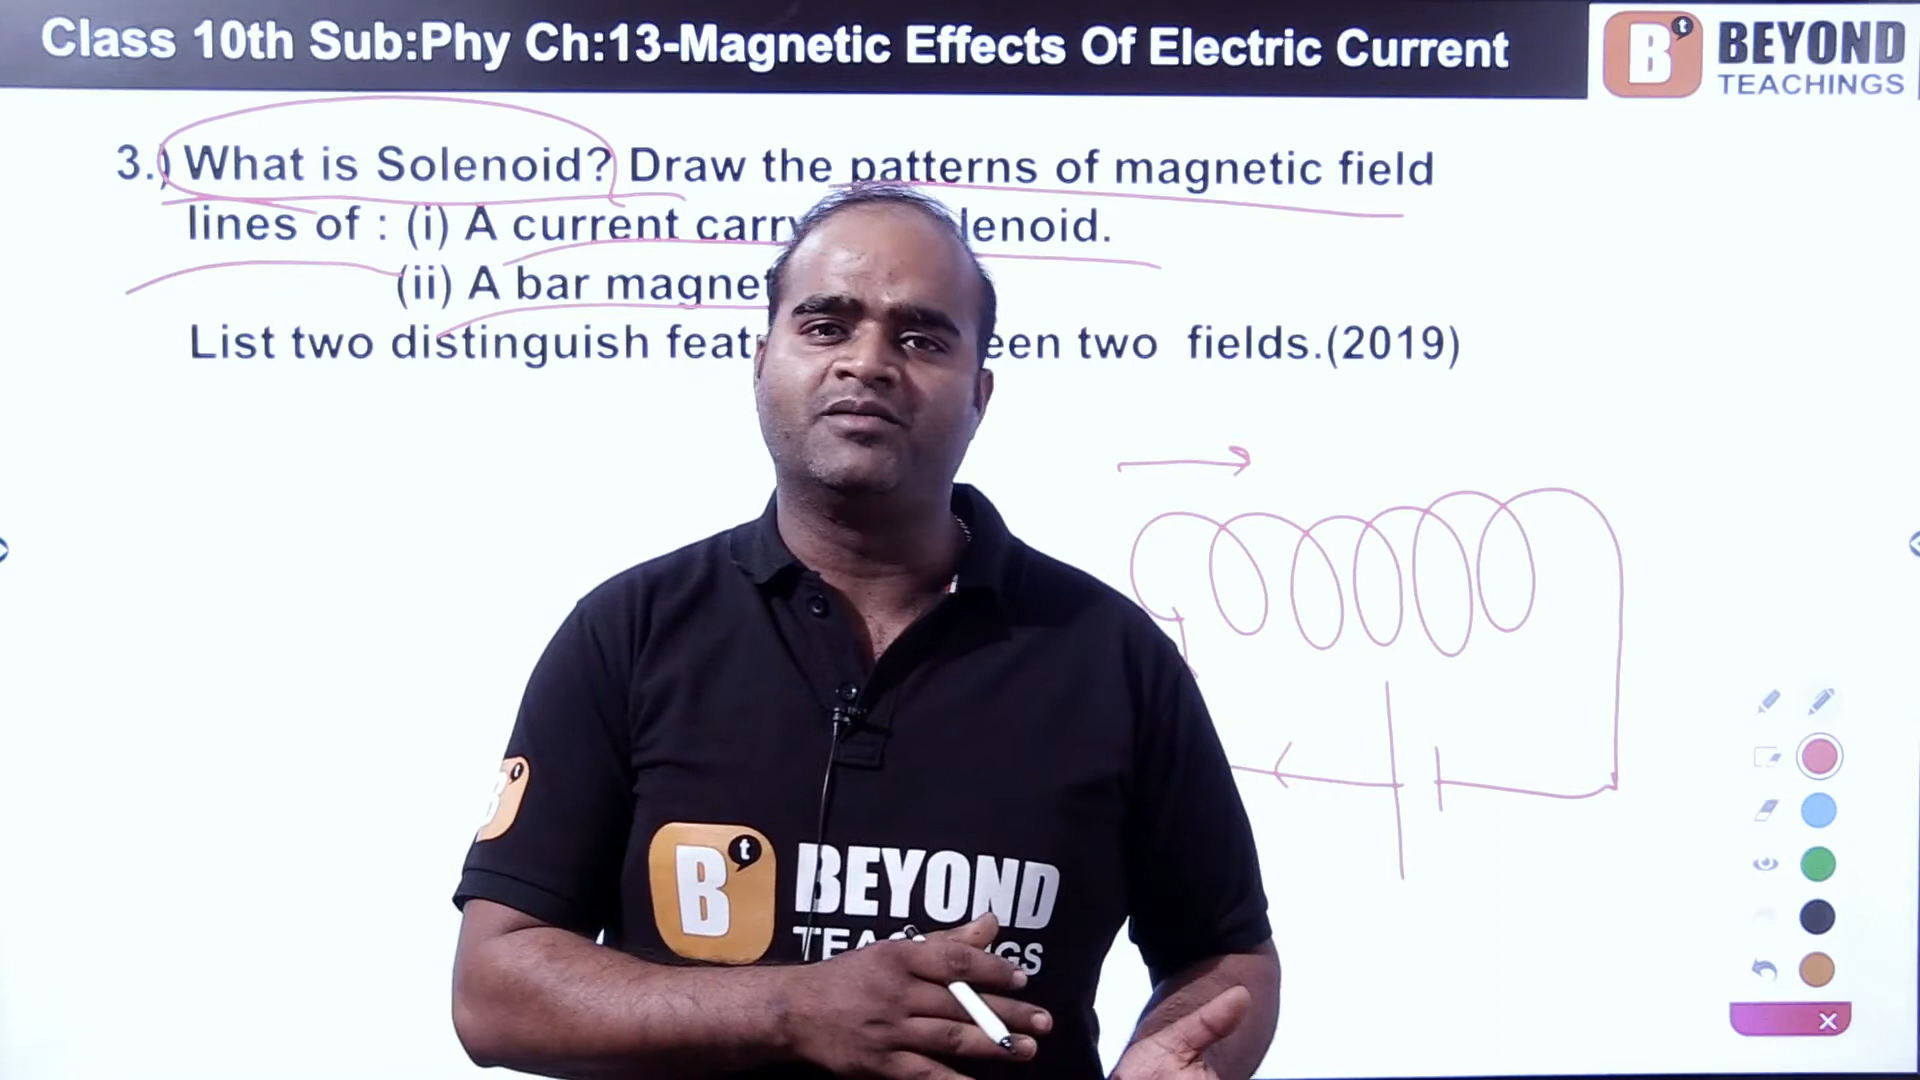 Class 10th Sub:Phy Ch:13-Magnetic Effects Of Electric Current
B t BEYOND
TEACHINGS
3.) What is Solenoid? Draw the patterns of magnetic field
lines of : (i) A current carry lenoid.
(ii) A bar magnet
List two distinguish feat een two fields.(2019)
B t BEYOND
TEA GS